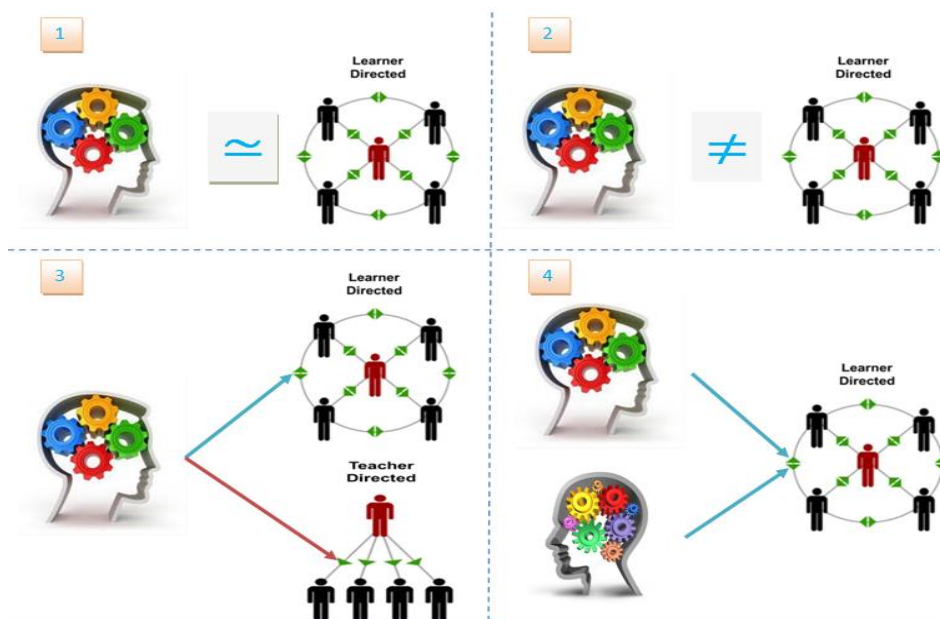 1
Learner
Directed
≃
2
Learner
Directed
≠
3
Learner
Directed
Teacher
Directed
4
Learner
Directed